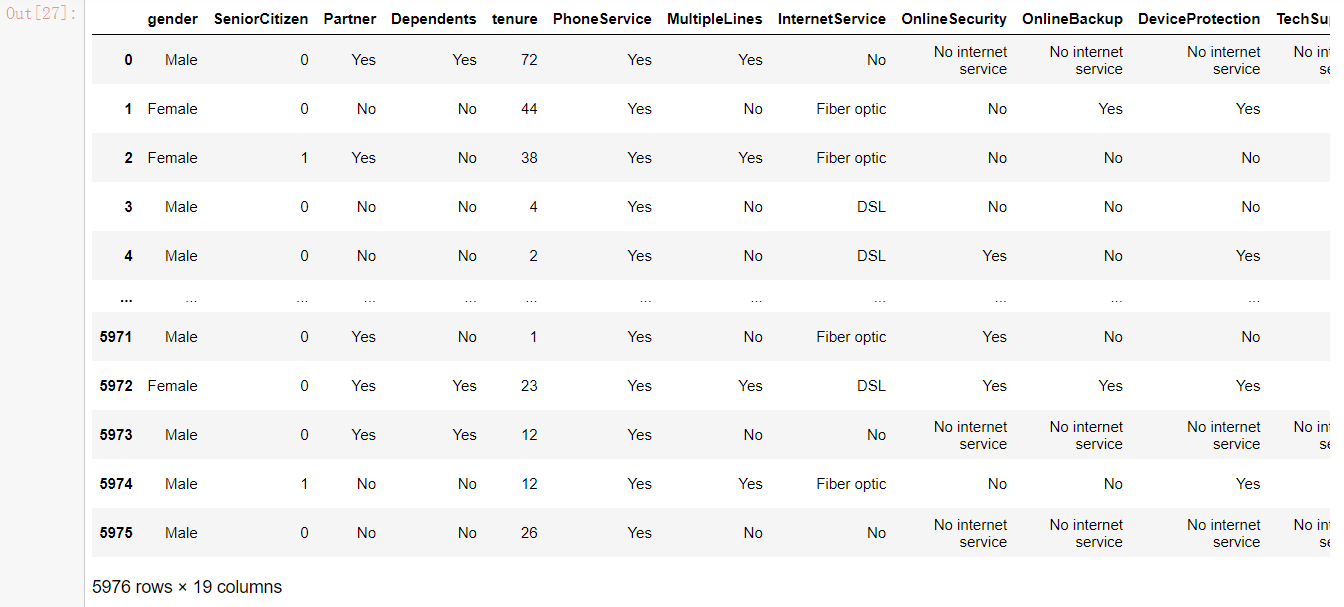 Out[27]:
gender SeniorCitizen Partner Dependents tenure PhoneService MultipleLines InternetService OnlineSecurity OnlineBackup DeviceProtection TechSup
0 Male 0 Yes Yes 72 Yes Yes No No internet service No internet service No internet service No in
1 Female 0 No No 44 Yes No Fiber optic No Yes Yes
2 Female 1 Yes No 38 Yes Yes Fiber optic No No No
3 Male 0 No No 4 Yes No DSL No No No
4 Male 0 No No 2 Yes No DSL Yes No Yes
... ... ... ... ... ... ... ... ... ... ... ...
5971 Male 0 Yes No 1 Yes No Fiber optic Yes No No
5972 Female 0 Yes Yes 23 Yes Yes DSL Yes Yes Yes
5973 Male 0 Yes Yes 12 Yes No No No internet service No internet service No internet service No in
5974 Male 1 No No 12 Yes Yes Fiber optic No No Yes
5975 Male 0 No No 26 Yes No No No internet service No internet service No internet service No in
5976 rows × 19 columns